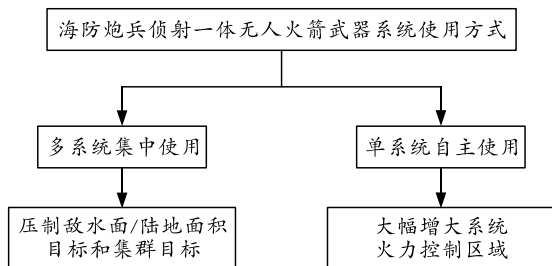 海防炮兵侦射一体无人火箭武器系统使用方式
多系统集中使用
单系统自主使用
压制敌水面/陆地面积
目标和集群目标
大幅增大系统
火力控制区域